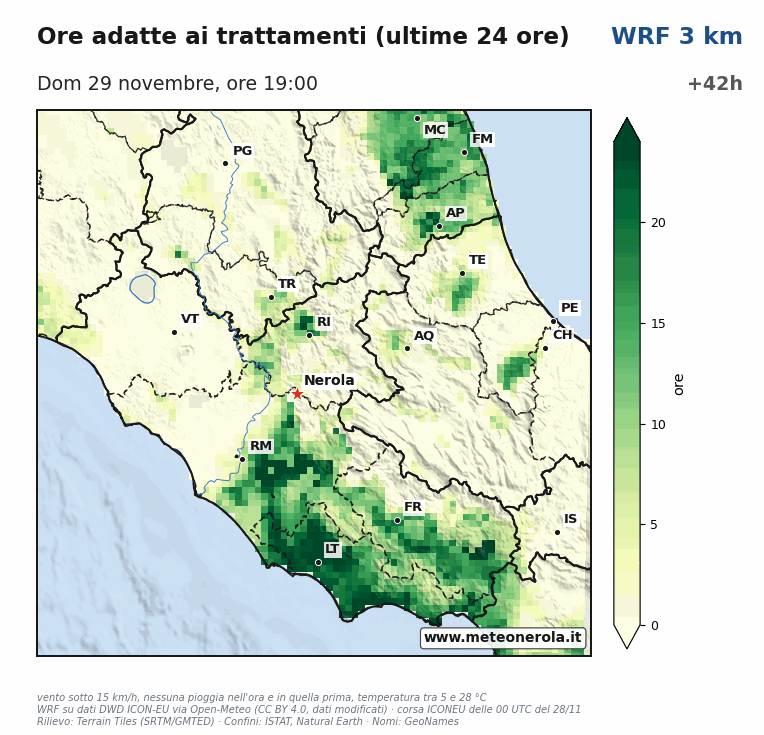 Ore adatte ai trattamenti (ultime 24 ore)
WRF 3 km
Dom 29 novembre, ore 19:00
+42h
MC
FM
PG
AP
TE
TR
PE
VT
RI
AQ
CH
Nerola
RM
FR
IS
LT
www.meteonerola.it
20
15
10
5
0
ore
vento sotto 15 km/h, nessuna pioggia nell'ora e in quella prima, temperatura tra 5 e 28 °C
WRF su dati DWD ICON-EU via Open-Meteo (CC BY 4.0, dati modificati) · corsa ICONEU delle 00 UTC del 28/11
Rilievo: Terrain Tiles (SRTM/GMTED) · Confini: ISTAT, Natural Earth · Nomi: GeoNames